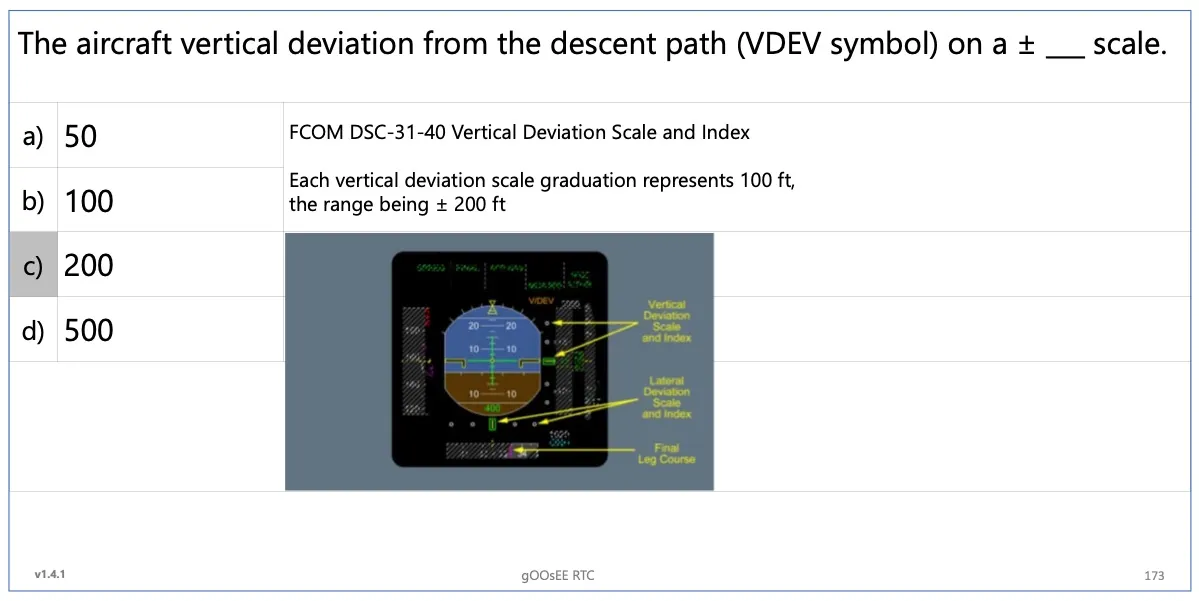 The aircraft vertical deviation from the descent path (VDEV symbol) on a ± ___ scale.
a) 50
b) 100
c) 200
d) 500
FCOM DSC-31-40 Vertical Deviation Scale and Index
Each vertical deviation scale graduation represents 100 ft,
the range being ± 200 ft
V/DEV
20 20
10 10
10 10
400
Vertical
Deviation
Scale
and Index
Lateral
Deviation
Scale
and Index
Final
Leg Course
v1.4.1
gOOsEE RTC
173